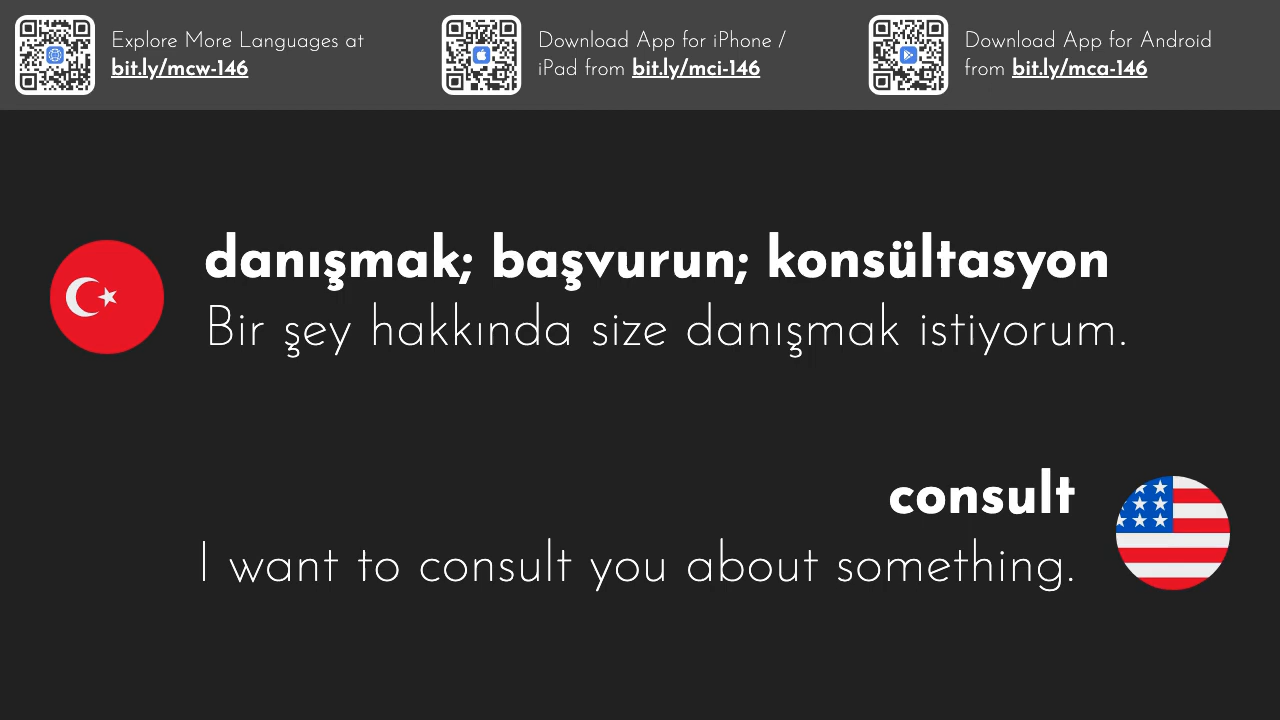 Explore More Languages at
bit.ly/mcw-146
Download App for iPhone /
iPad from bit.ly/mci-146
Download App for Android
from bit.ly/mca-146
danışmak; başvurun; konsültasyon
Bir şey hakkında size danışmak istiyorum.
consult
I want to consult you about something.